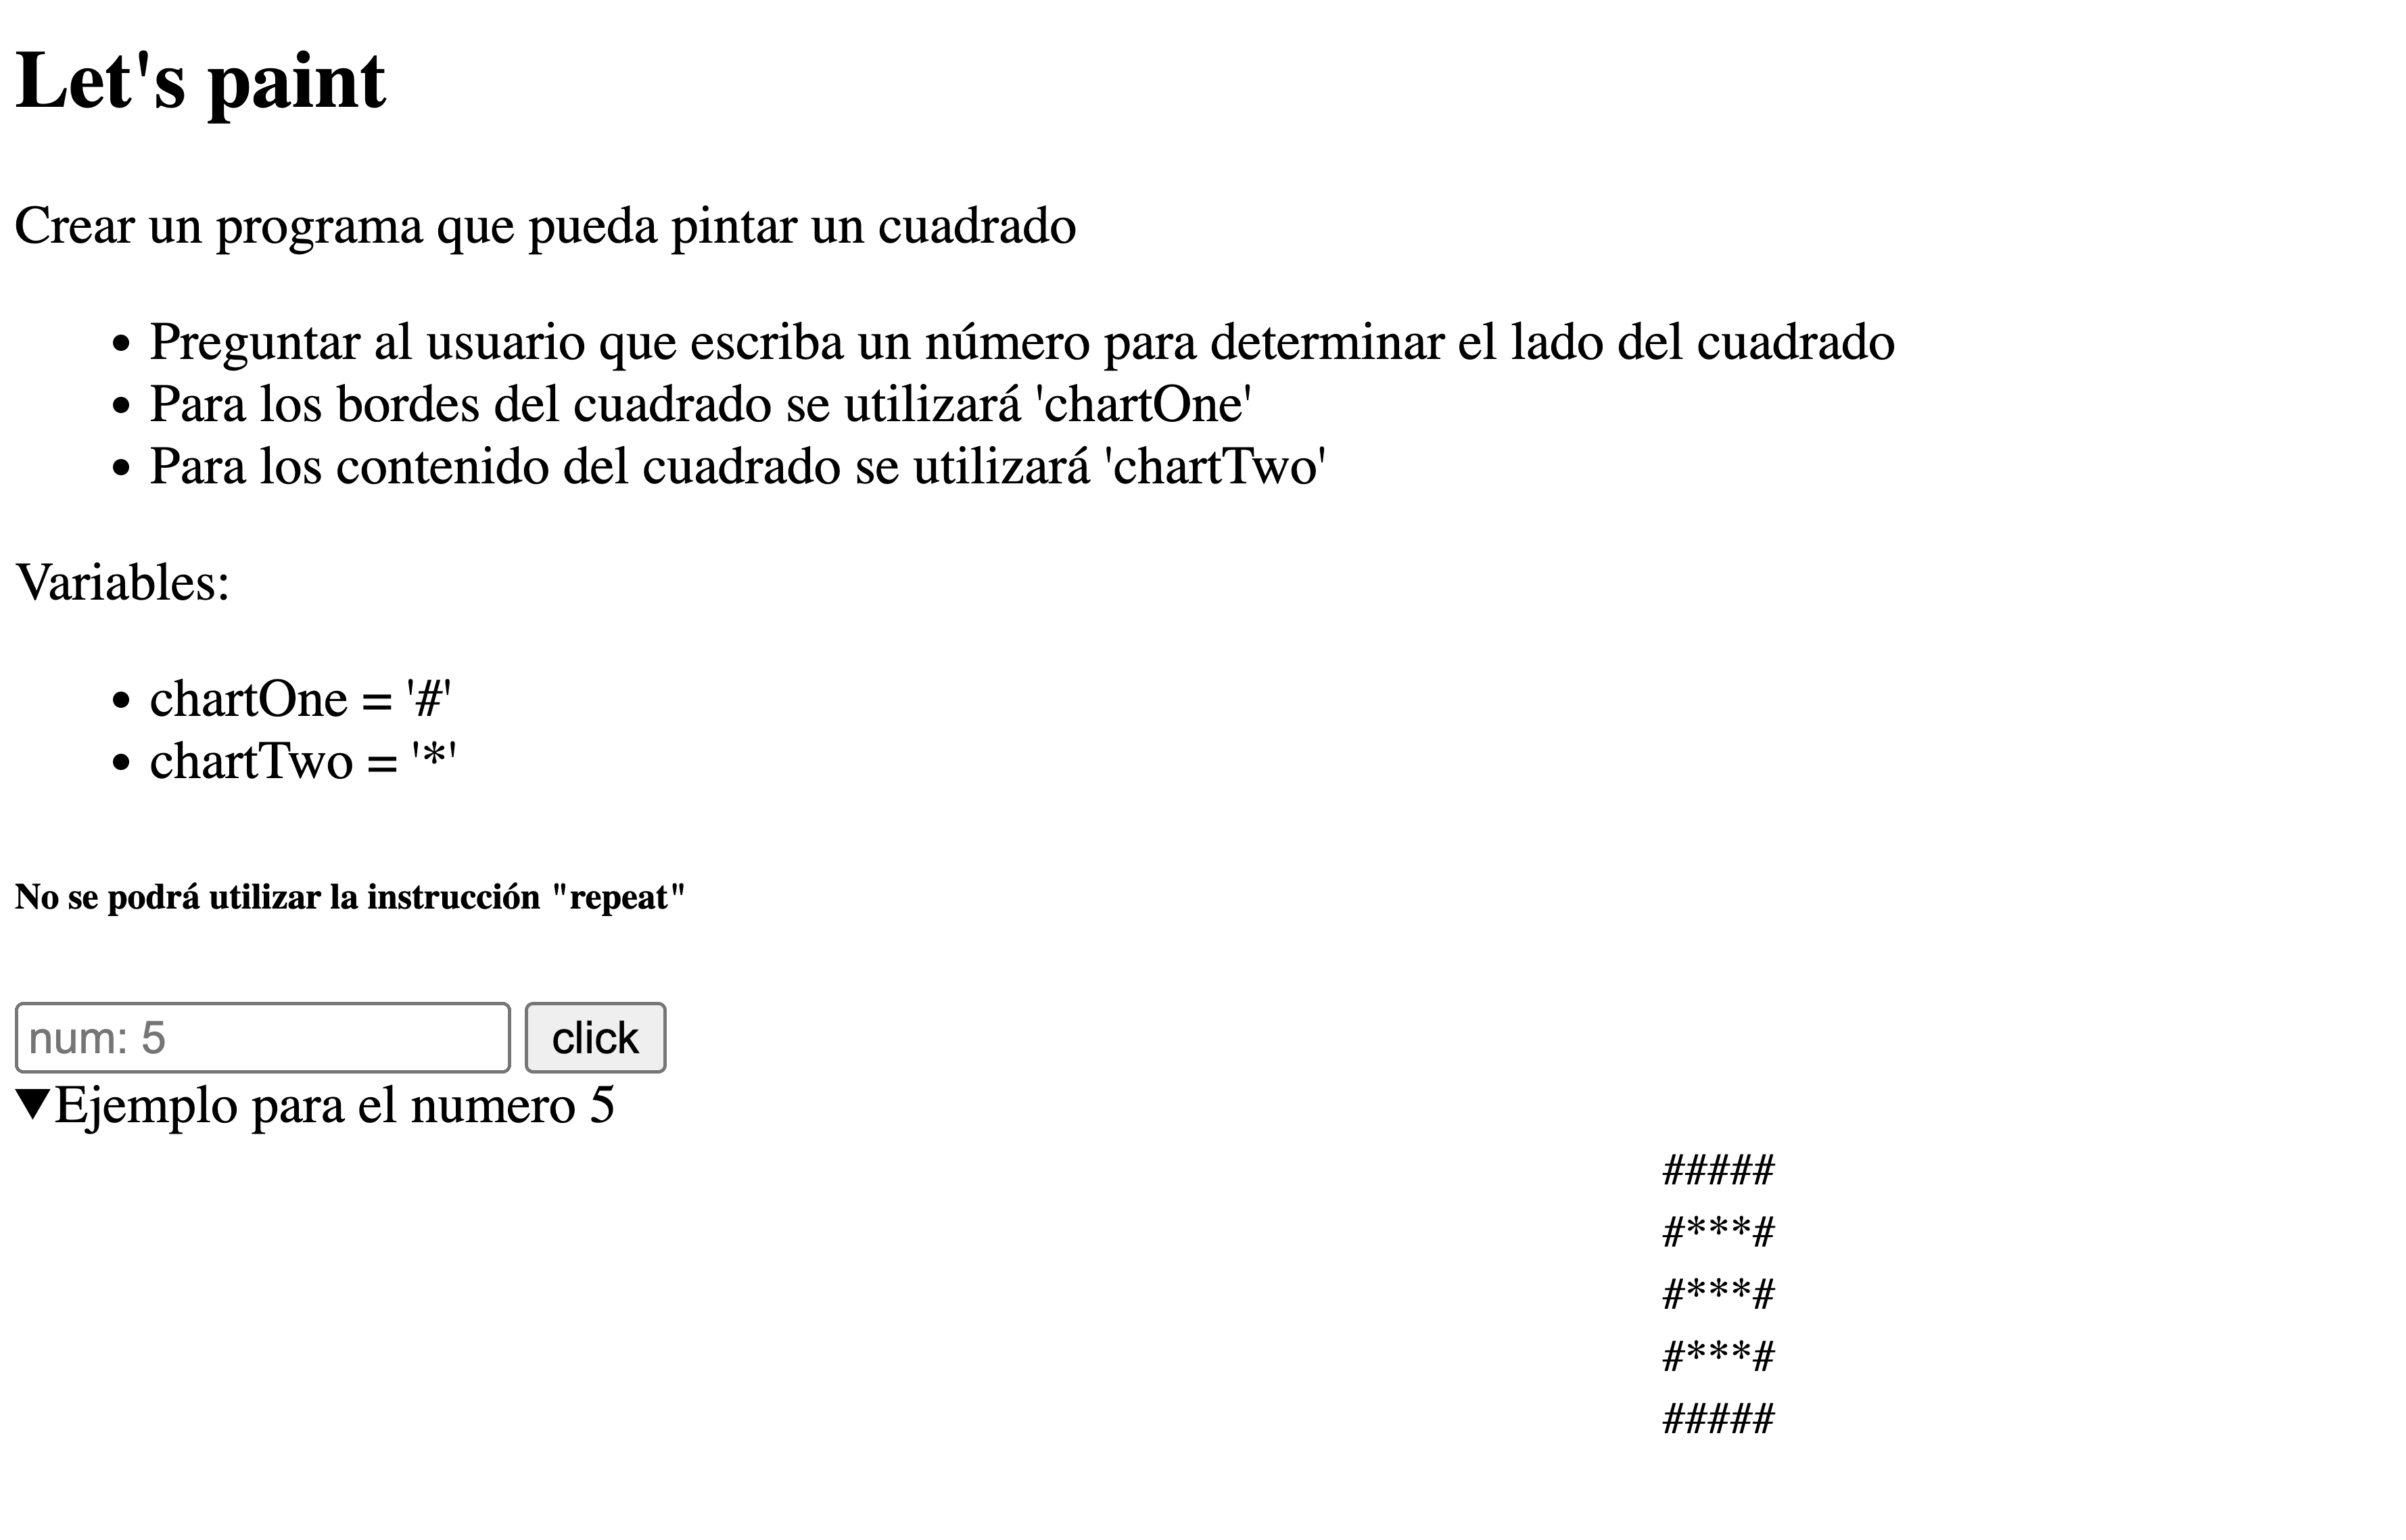 Let's paint
Crear un programa que pueda pintar un cuadrado
Preguntar al usuario que escriba un número para determinar el lado del cuadrado
Para los bordes del cuadrado se utilizará 'chartOne'
Para los contenido del cuadrado se utilizará 'chartTwo'
Variables:
chartOne = '#'
chartTwo = '*'
No se podrá utilizar la instrucción "repeat"
num: 5 click
Ejemplo para el numero 5
#####
#***#
#***#
#***#
#####